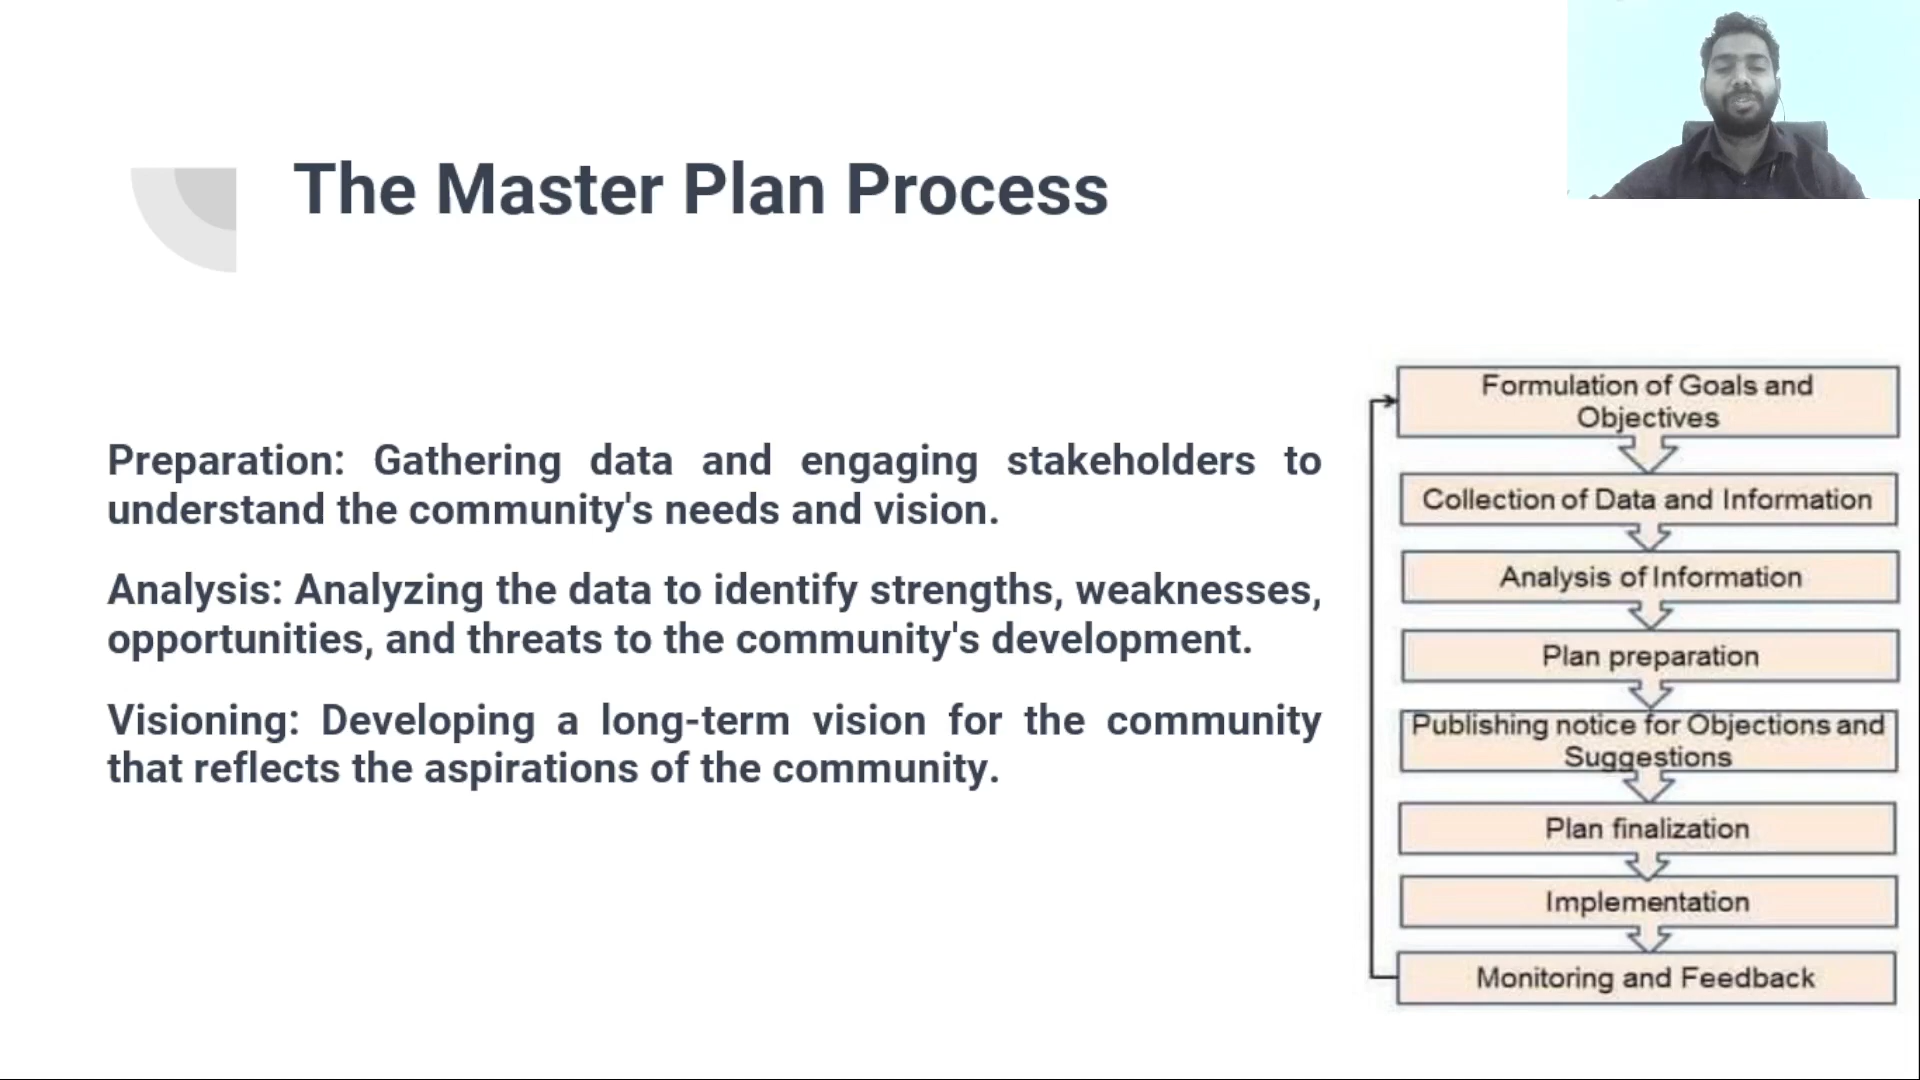 The Master Plan Process
Preparation: Gathering data and engaging stakeholders to
understand the community's needs and vision.
Analysis: Analyzing the data to identify strengths, weaknesses,
opportunities, and threats to the community's development.
Visioning: Developing a long-term vision for the community
that reflects the aspirations of the community.
Formulation of Goals and
Objectives
Collection of Data and Information
Analysis of Information
Plan preparation
Publishing notice for Objections and
Suggestions
Plan finalization
Implementation
Monitoring and Feedback